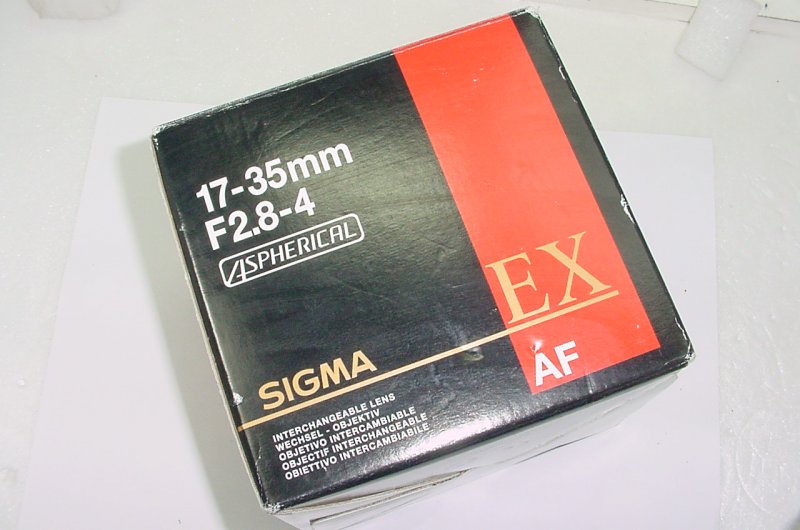 17-35mm
F2.8-4
ASPHERICAL
EX
SIGMA
AF
INTERCHANGEABLE LENS
WECHSEL - OBJEKTIV
OBJETIVO INTERCAMBIABLE
OBJECTIF INTERCHANGEABLE
OBIETTIVO INTERCAMBIABILE